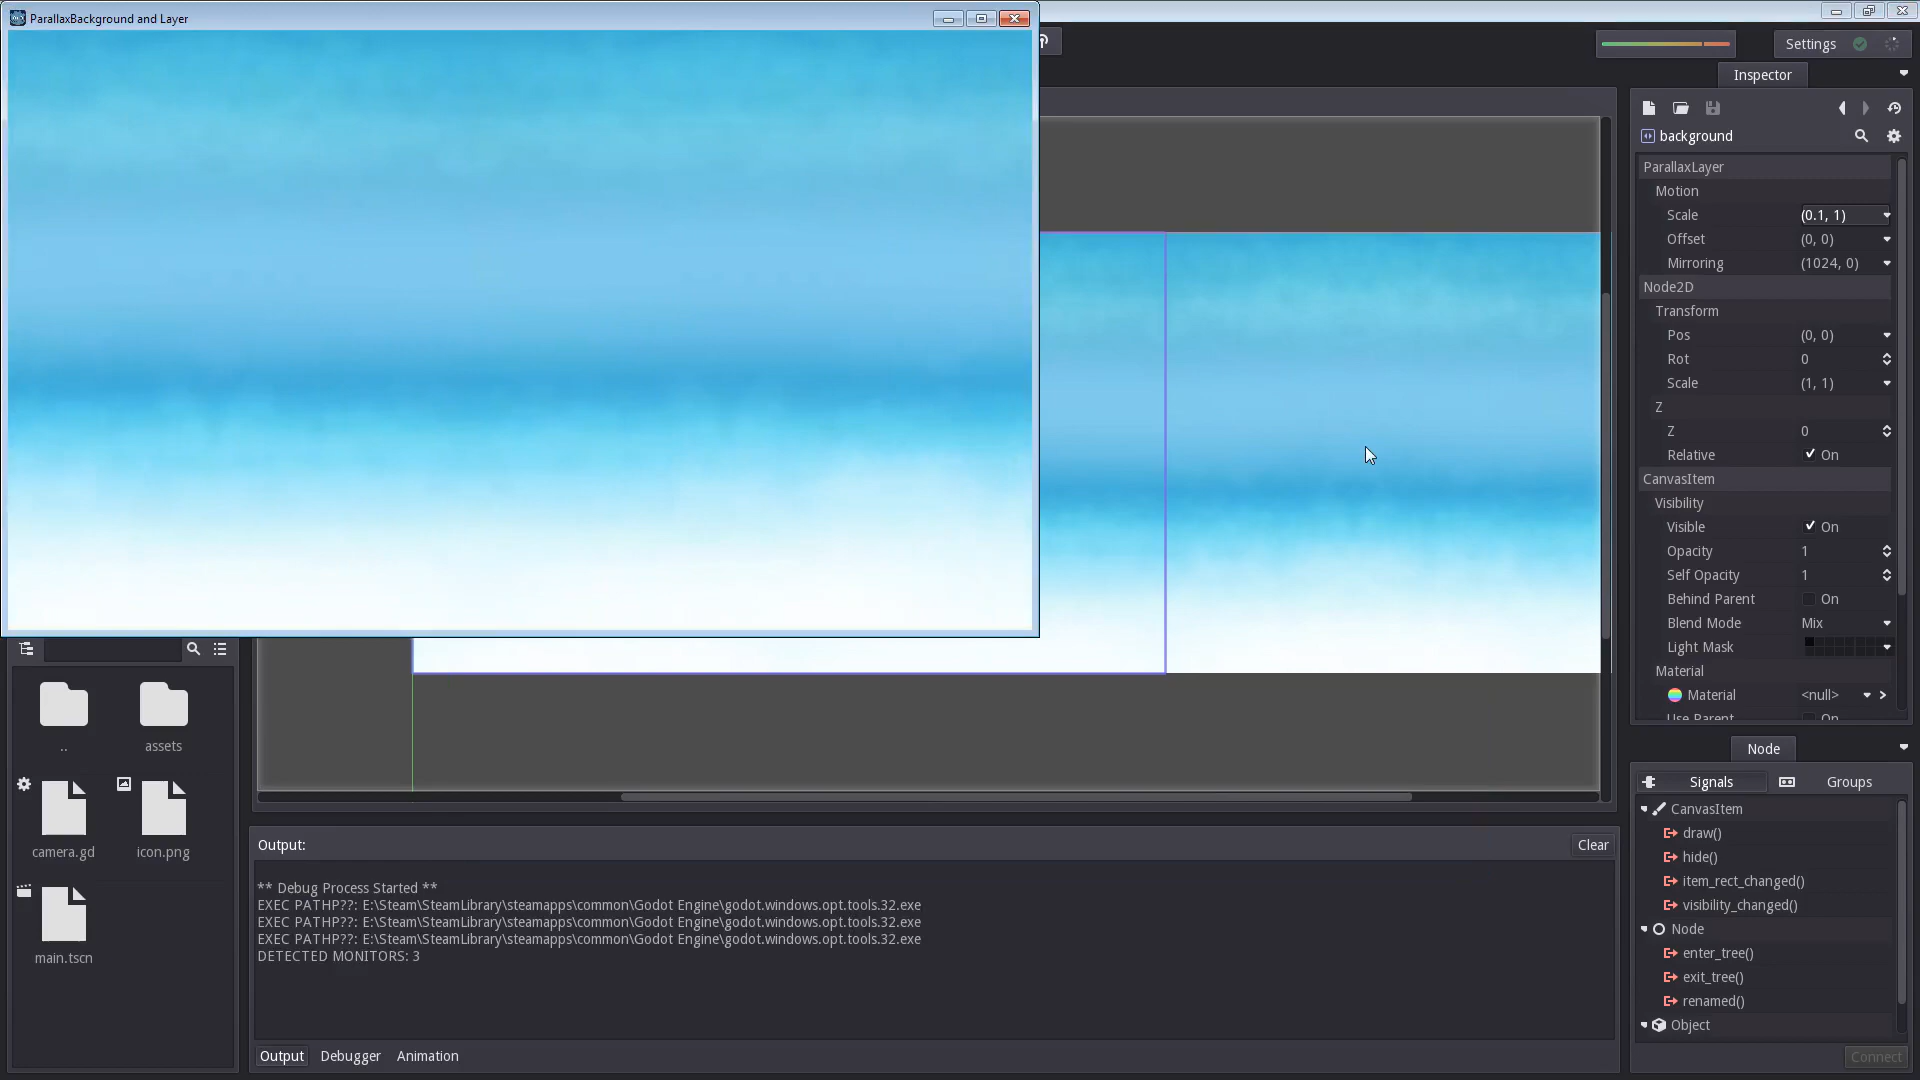 ParallaxBackground and Layer
Settings
Inspector
background
ParallaxLayer
Motion
Scale (0.1, 1)
Offset (0, 0)
Mirroring (1024, 0)
Node2D
Transform
Pos (0, 0)
Rot 0
Scale (1, 1)
Z
Z 0
Relative On
CanvasItem
Visibility
Visible On
Opacity 1
Self Opacity 1
Behind Parent On
Blend Mode Mix
Light Mask
Material
Material <null>
Use Parent On
Node
Signals Groups
CanvasItem
draw()
hide()
item_rect_changed()
visibility_changed()
Node
enter_tree()
exit_tree()
renamed()
Object
Connect
..
assets
camera.gd
icon.png
main.tscn
Output:
Clear
** Debug Process Started **
EXEC PATHP??: E:\Steam\SteamLibrary\steamapps\common\Godot Engine\godot.windows.opt.tools.32.exe
EXEC PATHP??: E:\Steam\SteamLibrary\steamapps\common\Godot Engine\godot.windows.opt.tools.32.exe
EXEC PATHP??: E:\Steam\SteamLibrary\steamapps\common\Godot Engine\godot.windows.opt.tools.32.exe
DETECTED MONITORS: 3
Output Debugger Animation